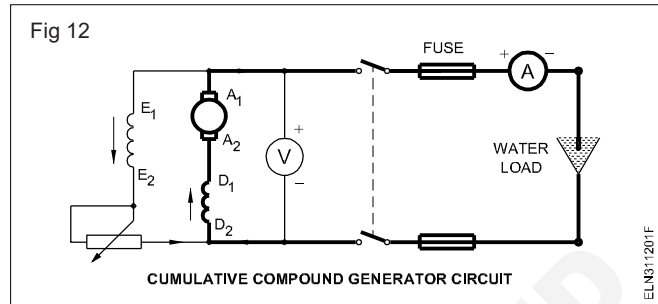 Fig 12
FUSE
+ A −
E1
A1
A2
E2
+
V
−
D1
D2
WATER
LOAD
CUMULATIVE COMPOUND GENERATOR CIRCUIT
ELN311201F